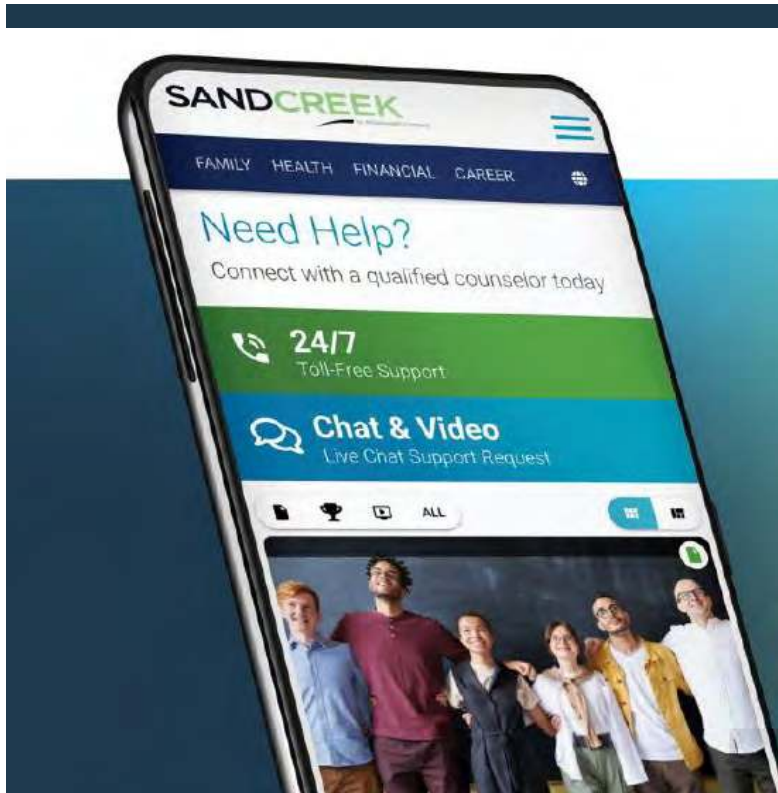 SANDCREEK
FAMILY HEALTH FINANCIAL CAREER
Need Help?
Connect with a qualified counselor today
24/7
Toll-Free Support
Chat & Video
Live Chat Support Request
ALL